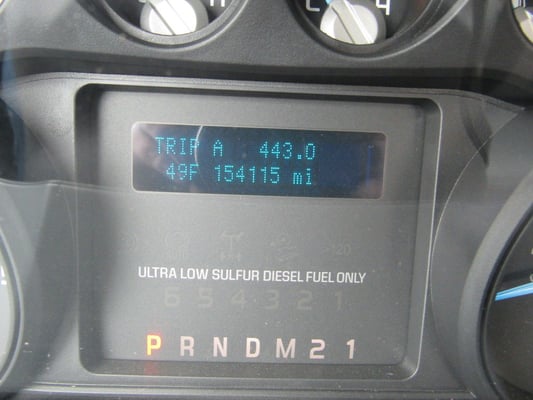 TRIP A 443.0
49F 154115 mi
ULTRA LOW SULFUR DIESEL FUEL ONLY
6 5 4 3 2 1
P R N D M 2 1